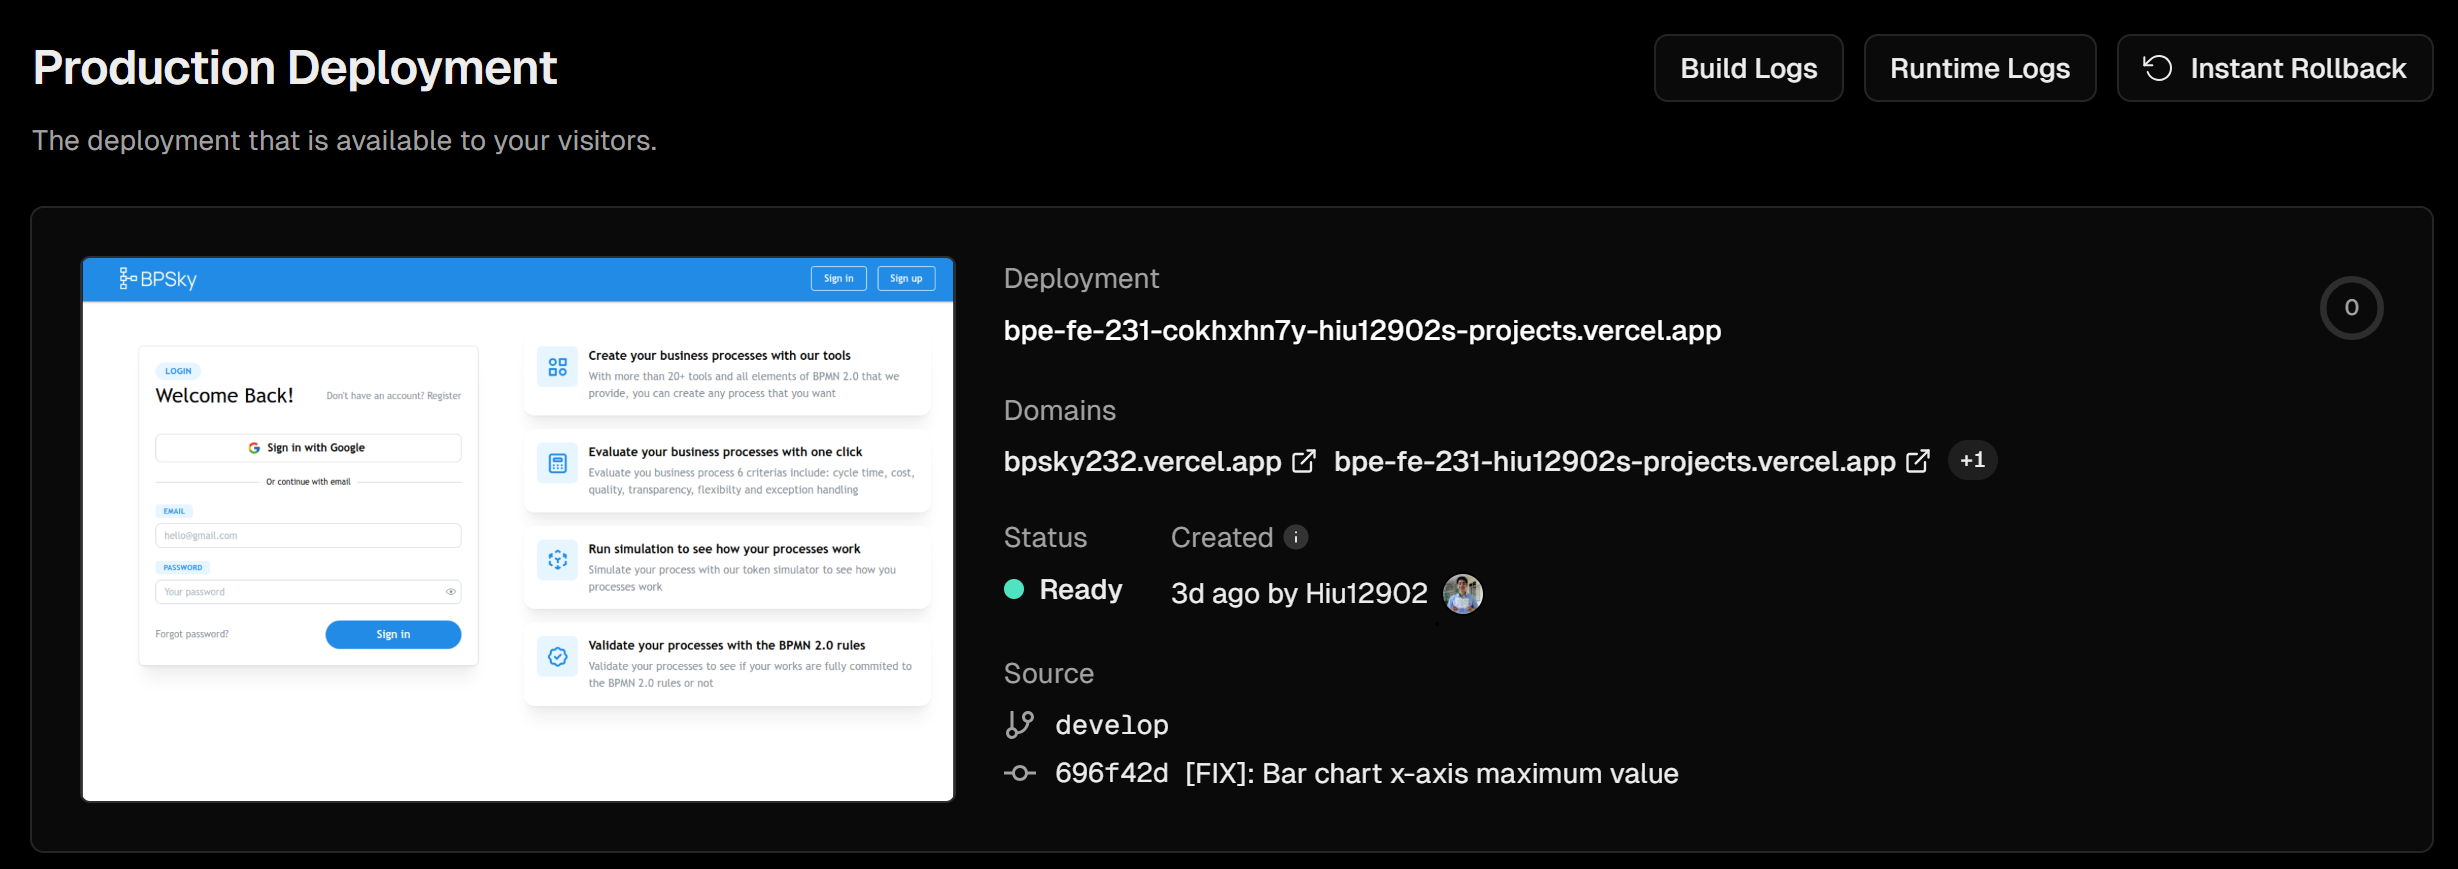 Production Deployment
Build Logs
Runtime Logs
Instant Rollback
The deployment that is available to your visitors.
BPSky
Sign in
Sign up
LOGIN
Welcome Back!
Don't have an account? Register
Sign in with Google
Or continue with email
EMAIL
hello@gmail.com
PASSWORD
Your password
Forgot password?
Sign in
Create your business processes with our tools
With more than 20+ tools and all elements of BPMN 2.0 that we
provide, you can create any process that you want
Evaluate your business processes with one click
Evaluate you business process 6 criterias include: cycle time, cost,
quality, transparency, flexibilty and exception handling
Run simulation to see how your processes work
Simulate your process with our token simulator to see how you
processes work
Validate your processes with the BPMN 2.0 rules
Validate your processes to see if your works are fully commited to
the BPMN 2.0 rules or not
Deployment
bpe-fe-231-cokhxhn7y-hiu12902s-projects.vercel.app
0
Domains
bpsky232.vercel.app bpe-fe-231-hiu12902s-projects.vercel.app +1
Status
Ready
Created
3d ago by Hiu12902
Source
develop
696f42d [FIX]: Bar chart x-axis maximum value